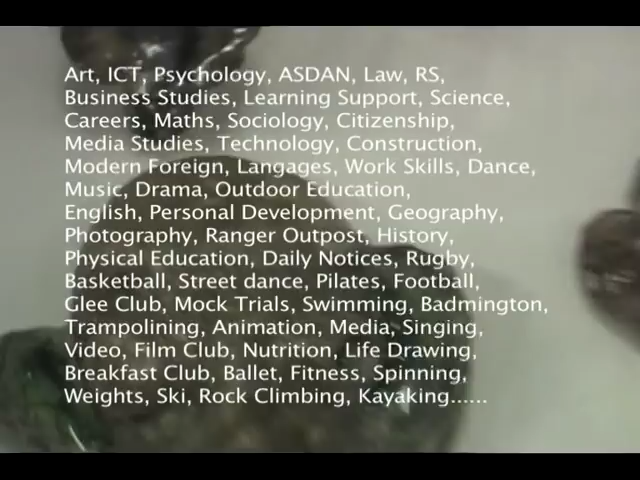 Art, ICT, Psychology, ASDAN, Law, RS,
Business Studies, Learning Support, Science,
Careers, Maths, Sociology, Citizenship,
Media Studies, Technology, Construction,
Modern Foreign, Langages, Work Skills, Dance,
Music, Drama, Outdoor Education,
English, Personal Development, Geography,
Photography, Ranger Outpost, History,
Physical Education, Daily Notices, Rugby,
Basketball, Street dance, Pilates, Football,
Glee Club, Mock Trials, Swimming, Badmington,
Trampolining, Animation, Media, Singing,
Video, Film Club, Nutrition, Life Drawing,
Breakfast Club, Ballet, Fitness, Spinning,
Weights, Ski, Rock Climbing, Kayaking......